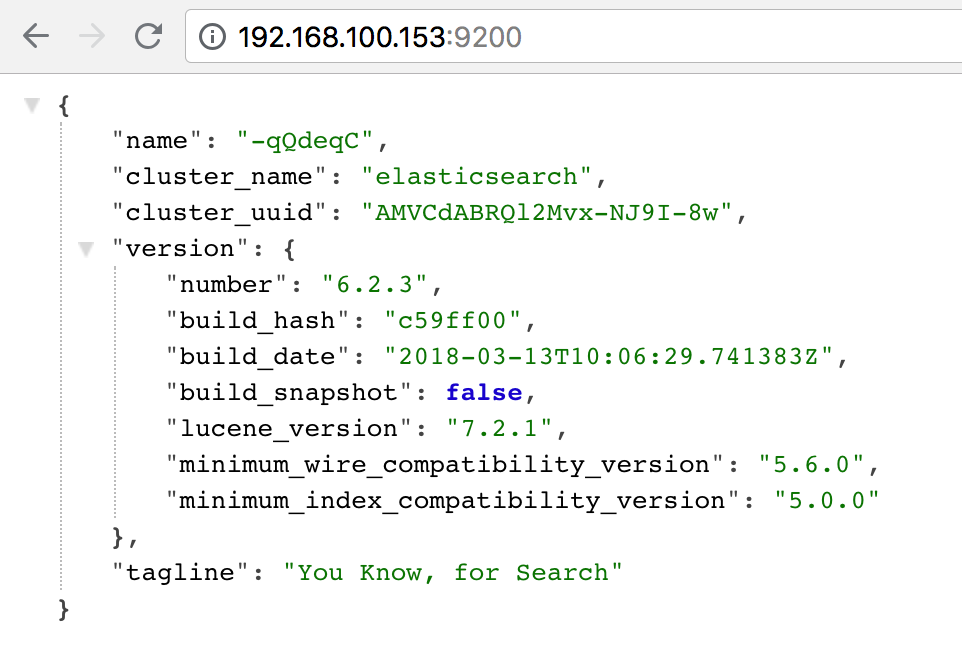 192.168.100.153:9200
{
"name": "-qQdeqC",
"cluster_name": "elasticsearch",
"cluster_uuid": "AMVCdABRQl2Mvx-NJ9I-8w",
"version": {
"number": "6.2.3",
"build_hash": "c59ff00",
"build_date": "2018-03-13T10:06:29.741383Z",
"build_snapshot": false,
"lucene_version": "7.2.1",
"minimum_wire_compatibility_version": "5.6.0",
"minimum_index_compatibility_version": "5.0.0"
},
"tagline": "You Know, for Search"
}